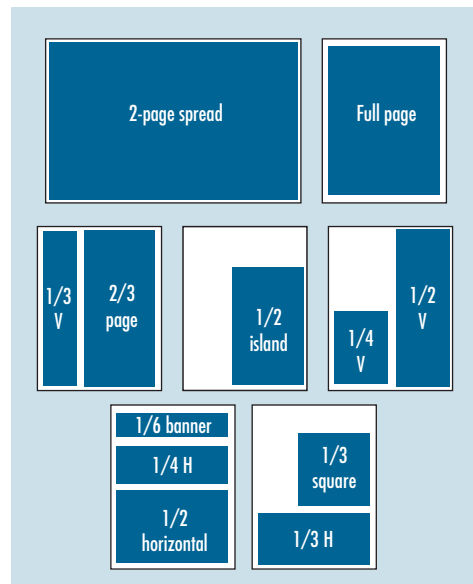 2-page spread
Full page
1/3
V
2/3
page
1/2
island
1/4
V
1/2
V
1/6 banner
1/4 H
1/2
horizontal
1/3
square
1/3 H